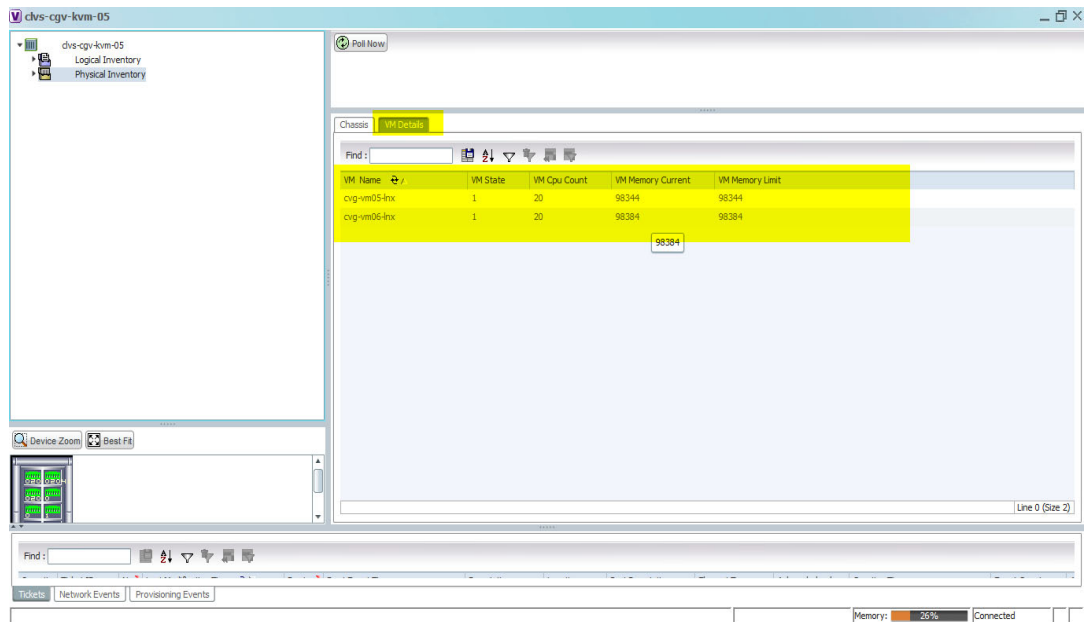 V clvs-cgv-kvm-05
clvs-cgv-kvm-05
Logical Inventory
Physical Inventory
Poll Now
Chassis VM Details
Find :
VM Name VM State VM Cpu Count VM Memory Current VM Memory Limit
cvg-vm05-lnx 1 20 98344 98344
cvg-vm06-lnx 1 20 98384 98384
98384
Line 0 (Size 2)
Device Zoom Best Fit
Find :
Tickets Network Events Provisioning Events
Memory: 26% Connected